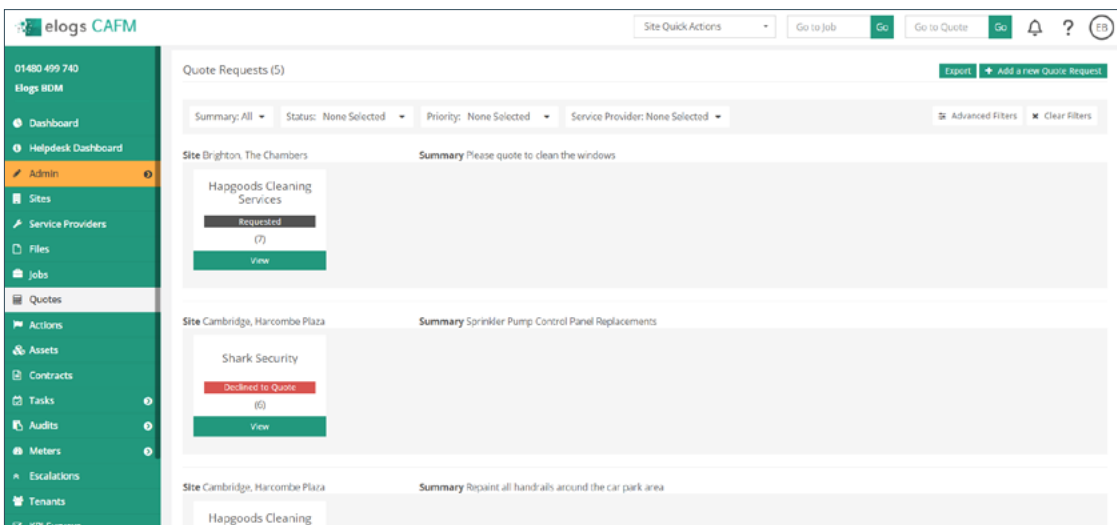 elogs CAFM
Site Quick Actions
Go to Job
Go
Go to Quote
Go
?
EB
01480 499 740
Elogs BDM
Dashboard
Helpdesk Dashboard
Admin
Sites
Service Providers
Files
Jobs
Quotes
Actions
Assets
Contracts
Tasks
Audits
Meters
Escalations
Tenants
Quote Requests (5)
Export
+ Add a new Quote Request
Summary: All
Status: None Selected
Priority: None Selected
Service Provider: None Selected
Advanced Filters
Clear Filters
Site Brighton, The Chambers
Summary Please quote to clean the windows
Hapgoods Cleaning
Services
Requested
(7)
View
Site Cambridge, Harcombe Plaza
Summary Sprinkler Pump Control Panel Replacements
Shark Security
Declined to Quote
(6)
View
Site Cambridge, Harcombe Plaza
Summary Repaint all handrails around the car park area
Hapgoods Cleaning